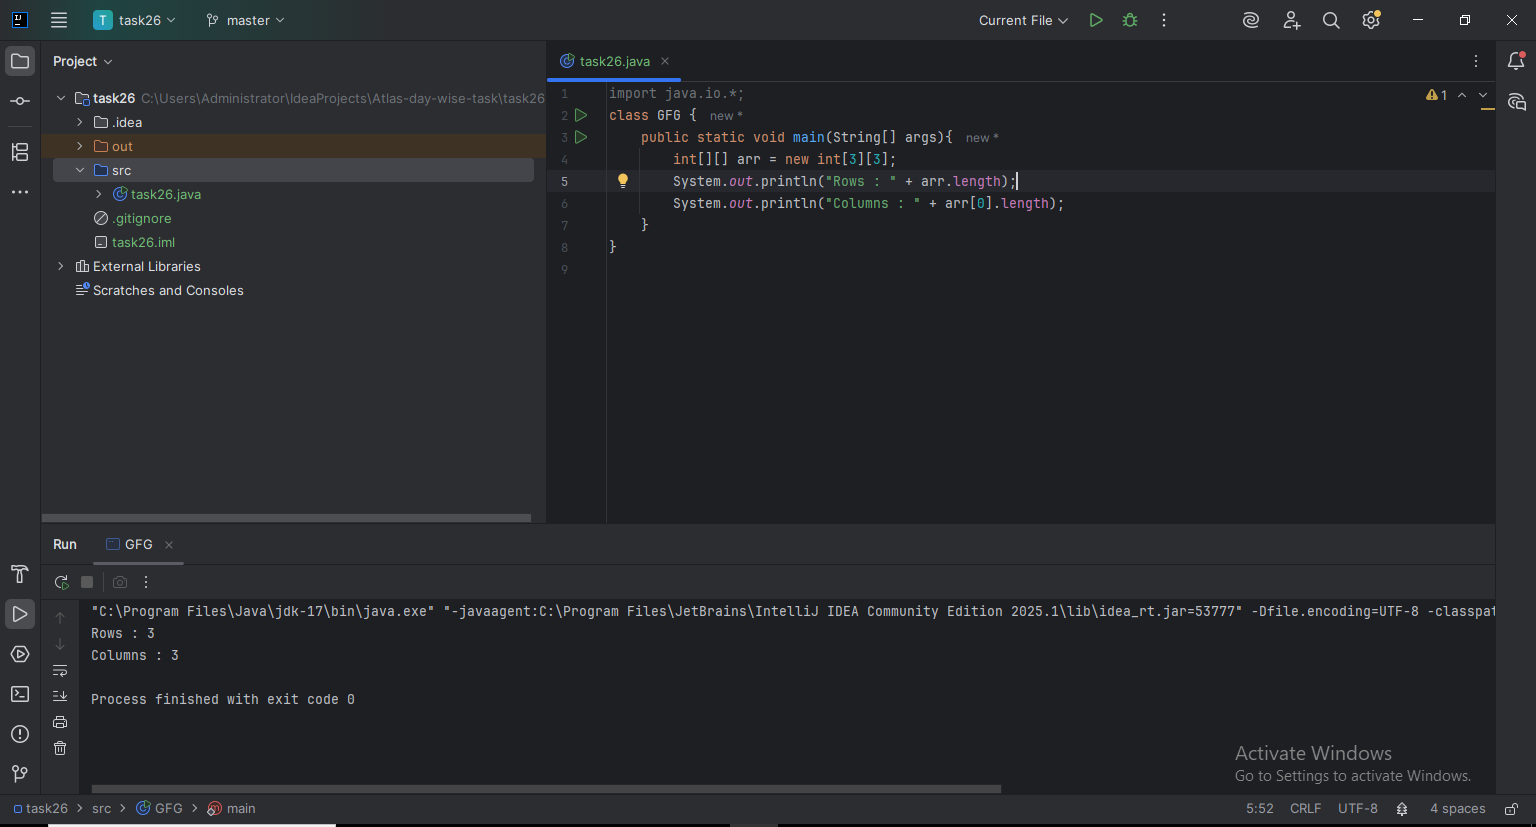 T task26 master Current File
Project
task26 C:\Users\Administrator\IdeaProjects\Atlas-day-wise-task\task26
.idea
out
src
task26.java
.gitignore
task26.iml
External Libraries
Scratches and Consoles
task26.java
1 import java.io.*;
2 class GFG { new *
3 public static void main(String[] args){ new *
4 int[][] arr = new int[3][3];
5 System.out.println("Rows : " + arr.length);
6 System.out.println("Columns : " + arr[0].length);
7 }
8 }
9
1
Run GFG
"C:\Program Files\Java\jdk-17\bin\java.exe" "-javaagent:C:\Program Files\JetBrains\IntelliJ IDEA Community Edition 2025.1\lib\idea_rt.jar=53777" -Dfile.encoding=UTF-8 -classpat
Rows : 3
Columns : 3
Process finished with exit code 0
Activate Windows
Go to Settings to activate Windows.
task26 > src > GFG > main 5:52 CRLF UTF-8 4 spaces